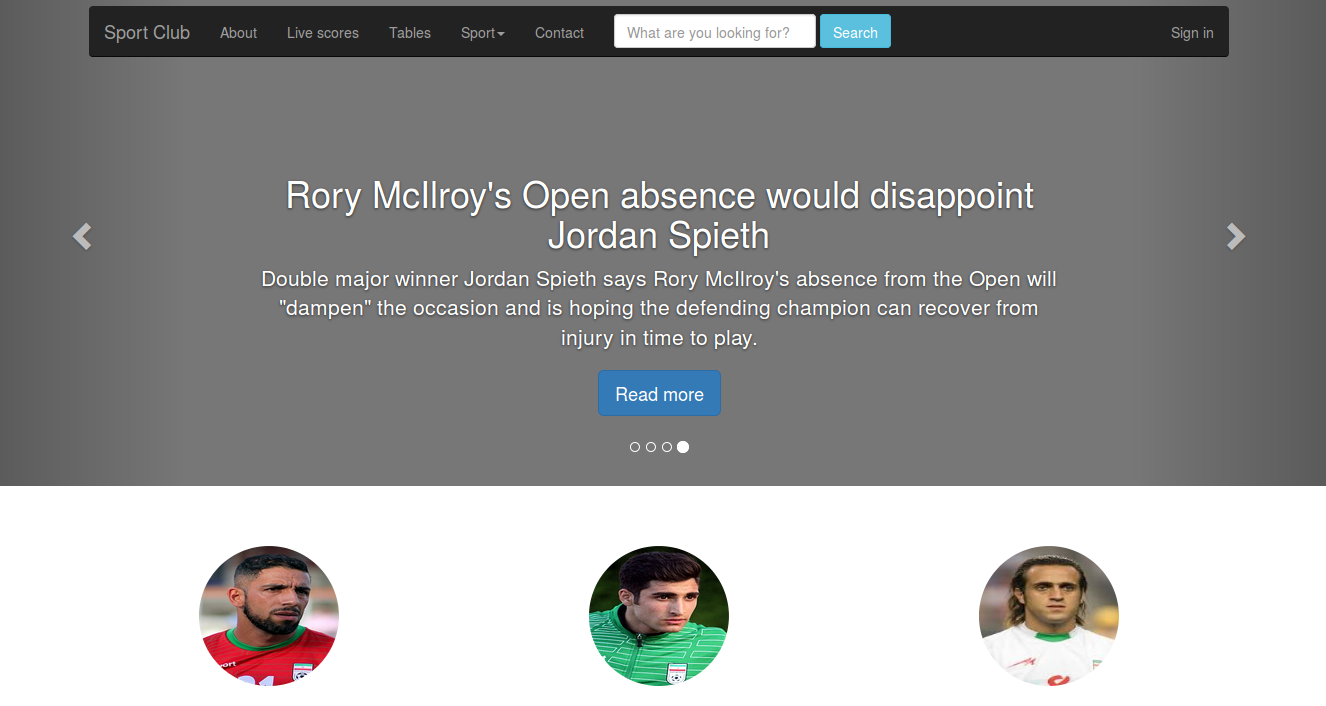 Sport Club About Live scores Tables Sport Contact What are you looking for? Search Sign in
Rory McIlroy's Open absence would disappoint
Jordan Spieth
Double major winner Jordan Spieth says Rory McIlroy's absence from the Open will
"dampen" the occasion and is hoping the defending champion can recover from
injury in time to play.
Read more